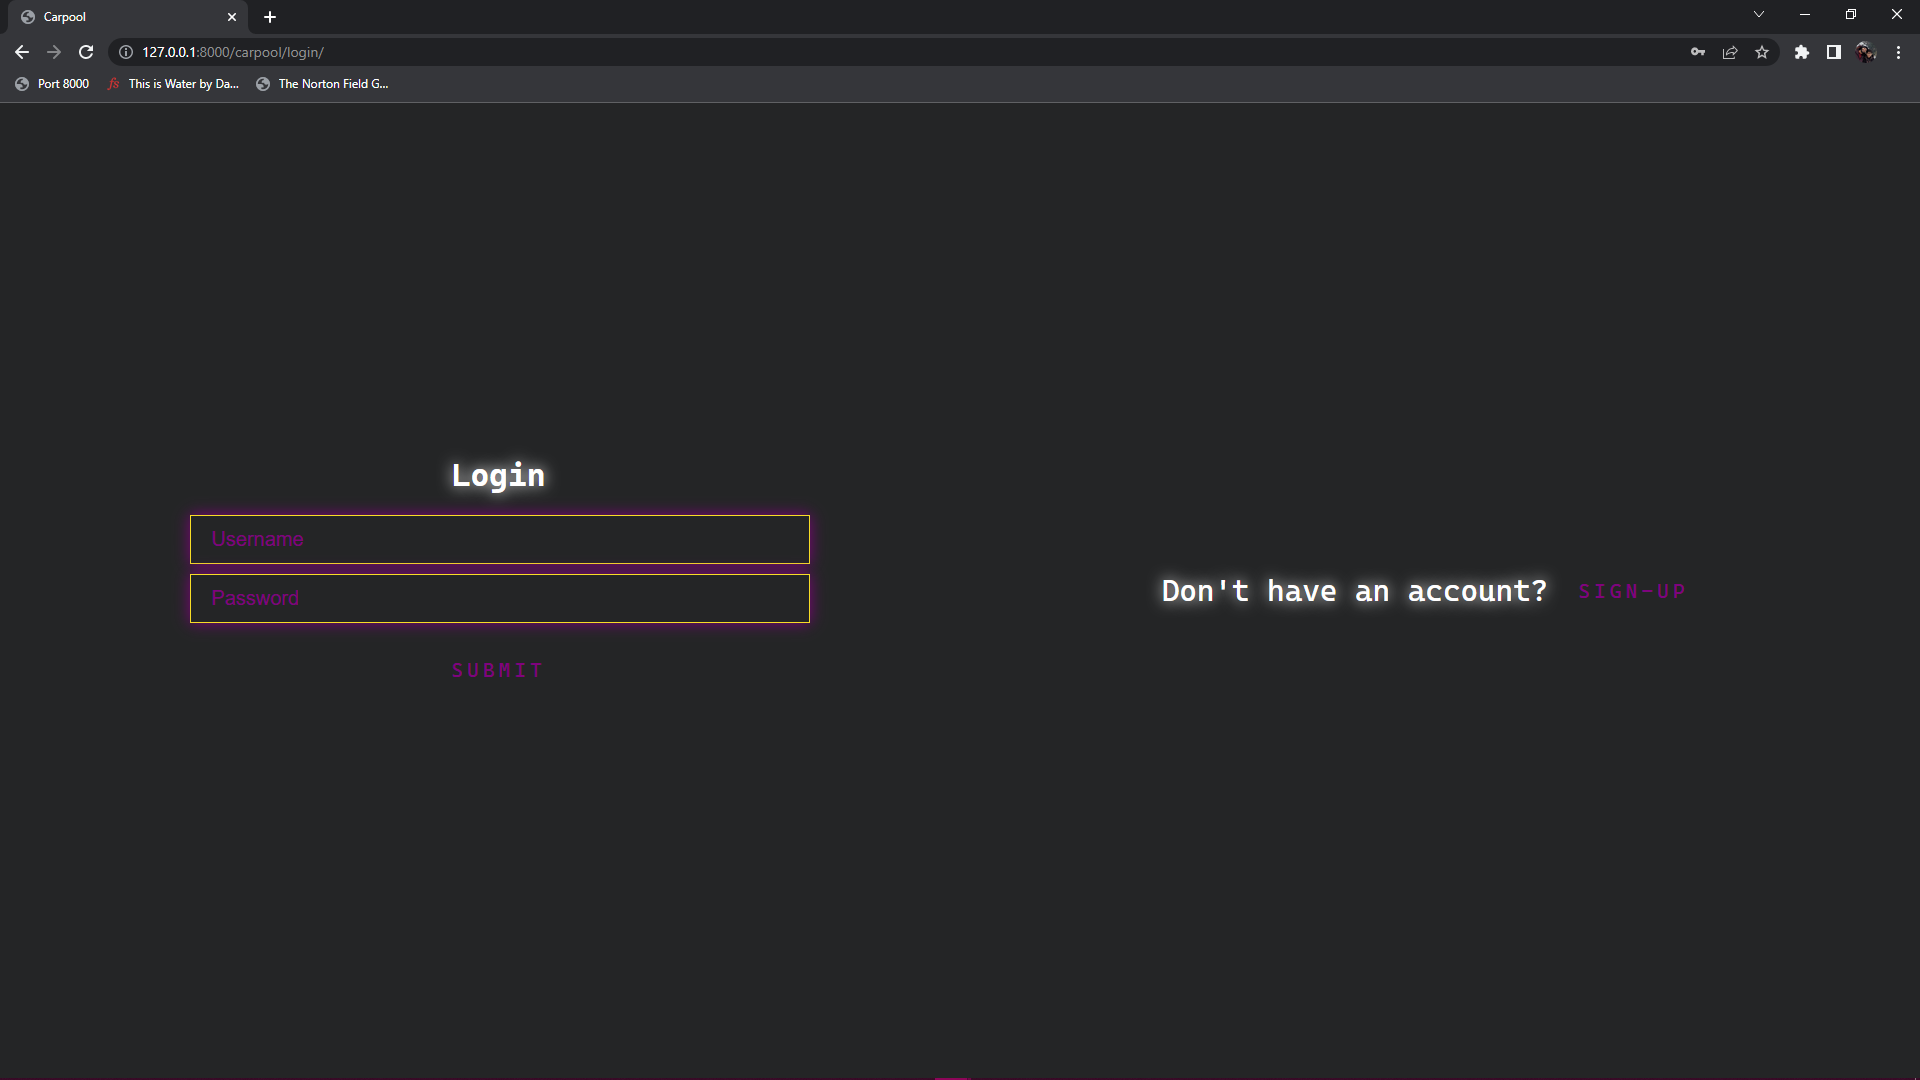 Carpool
127.0.0.1:8000/carpool/login/
Port 8000
fs This is Water by Da...
The Norton Field G...
Login
Username
Password
SUBMIT
Don't have an account? SIGN-UP